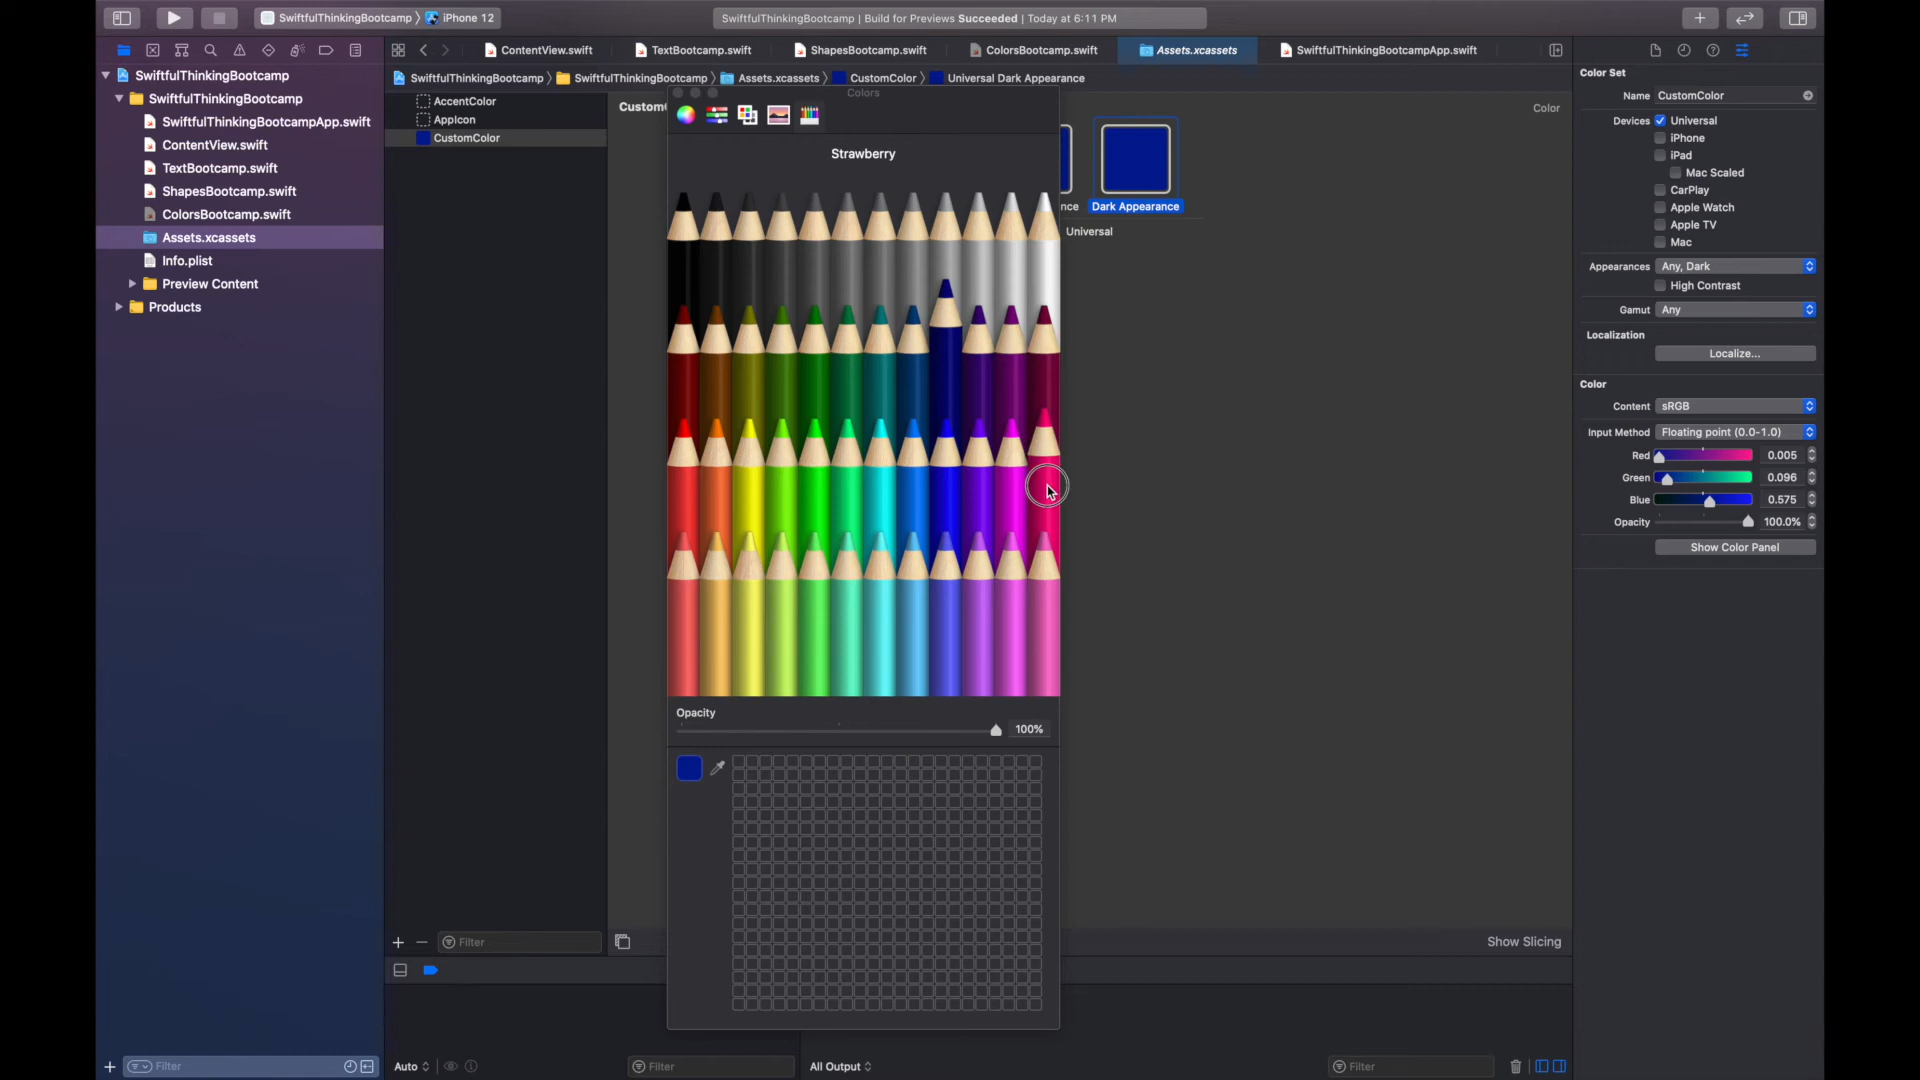 SwiftfulThinkingBootcamp
iPhone 12
SwiftfulThinkingBootcamp | Build for Previews Succeeded | Today at 6:11 PM
ContentView.swift
TextBootcamp.swift
ShapesBootcamp.swift
ColorsBootcamp.swift
Assets.xcassets
SwiftfulThinkingBootcampApp.swift
SwiftfulThinkingBootcamp
SwiftfulThinkingBootcamp
SwiftfulThinkingBootcampApp.swift
ContentView.swift
TextBootcamp.swift
ShapesBootcamp.swift
ColorsBootcamp.swift
Assets.xcassets
Info.plist
Preview Content
Products
Filter
SwiftfulThinkingBootcamp
SwiftfulThinkingBootcamp
Assets.xcassets
CustomColor
Universal Dark Appearance
AccentColor
AppIcon
CustomColor
Filter
Colors
Strawberry
Opacity
100%
Color
nce
Dark Appearance
Universal
Show Slicing
Auto
Filter
All Output
Filter
Color Set
Name CustomColor
Devices Universal
iPhone
iPad
Mac Scaled
CarPlay
Apple Watch
Apple TV
Mac
Appearances Any, Dark
High Contrast
Gamut Any
Localization
Localize...
Color
Content sRGB
Input Method Floating point (0.0-1.0)
Red 0.005
Green 0.096
Blue 0.575
Opacity 100.0%
Show Color Panel